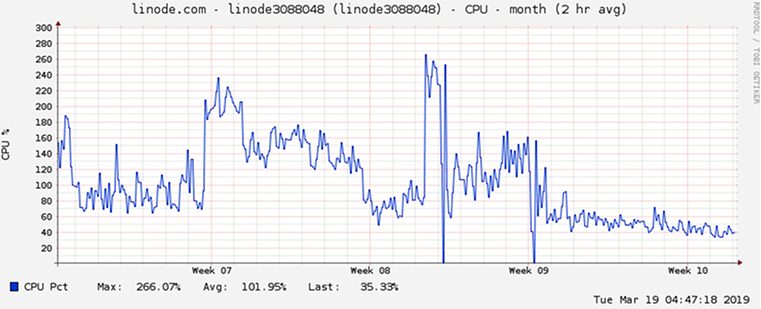 linode.com - linode3088048 (linode3088048) - CPU - month (2 hr avg)
RRDTOOL / TOBI OETIKER
CPU %
300
280
260
240
220
200
180
160
140
120
100
80
60
40
20
Week 07 Week 08 Week 09 Week 10
CPU Pct Max: 266.07% Avg: 101.95% Last: 35.33%
Tue Mar 19 04:47:18 2019